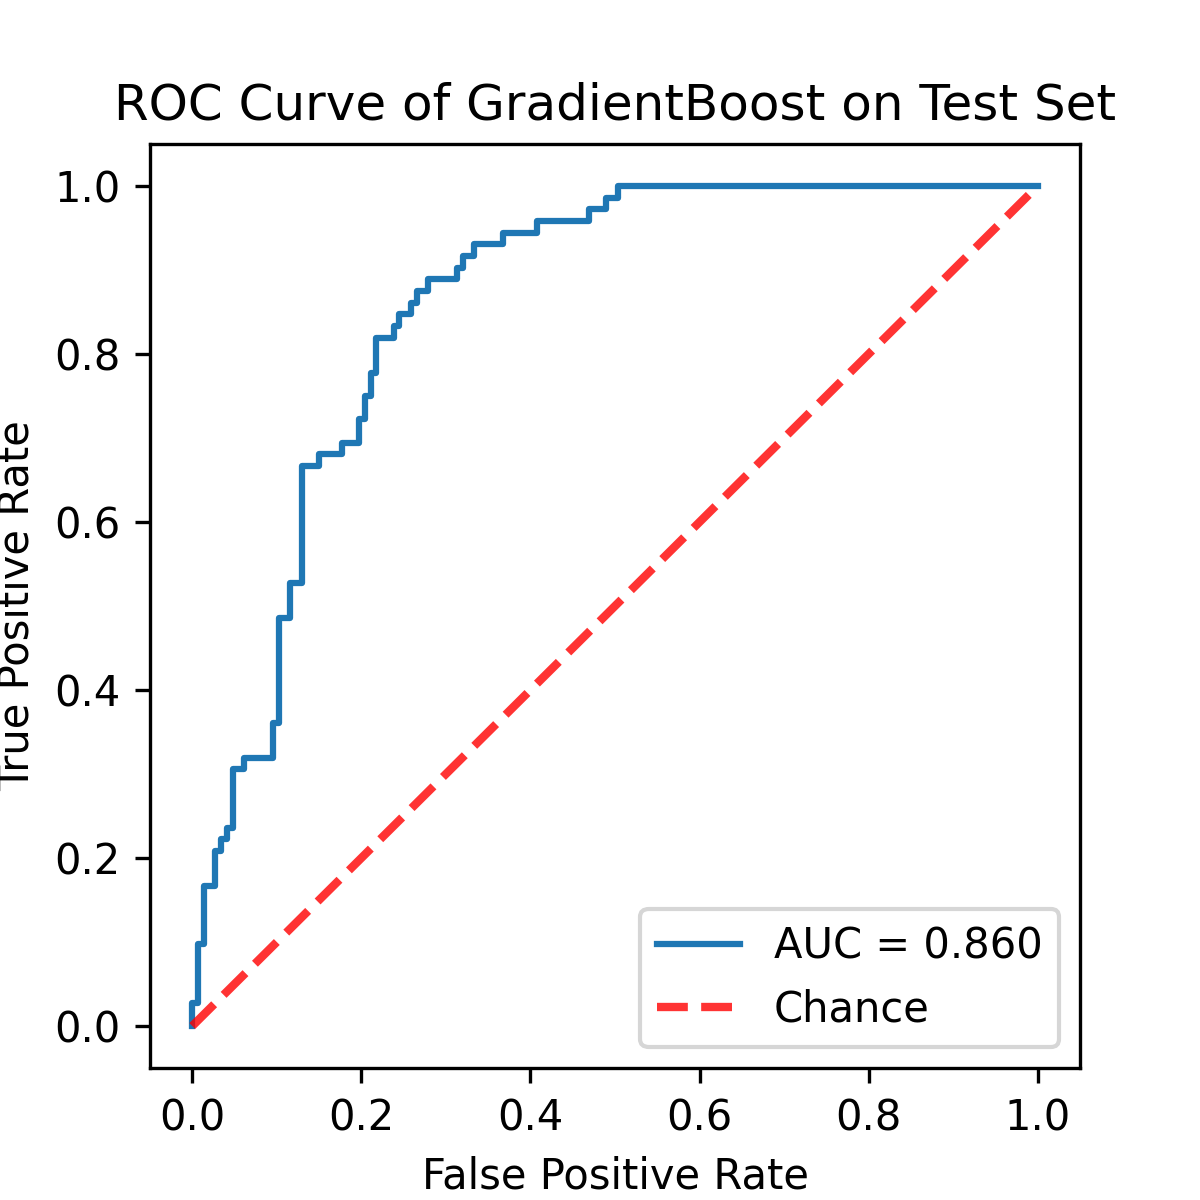 ROC Curve of GradientBoost on Test Set
True Positive Rate
1.0
0.8
0.6
0.4
0.2
0.0
AUC = 0.860
Chance
0.0 0.2 0.4 0.6 0.8 1.0
False Positive Rate